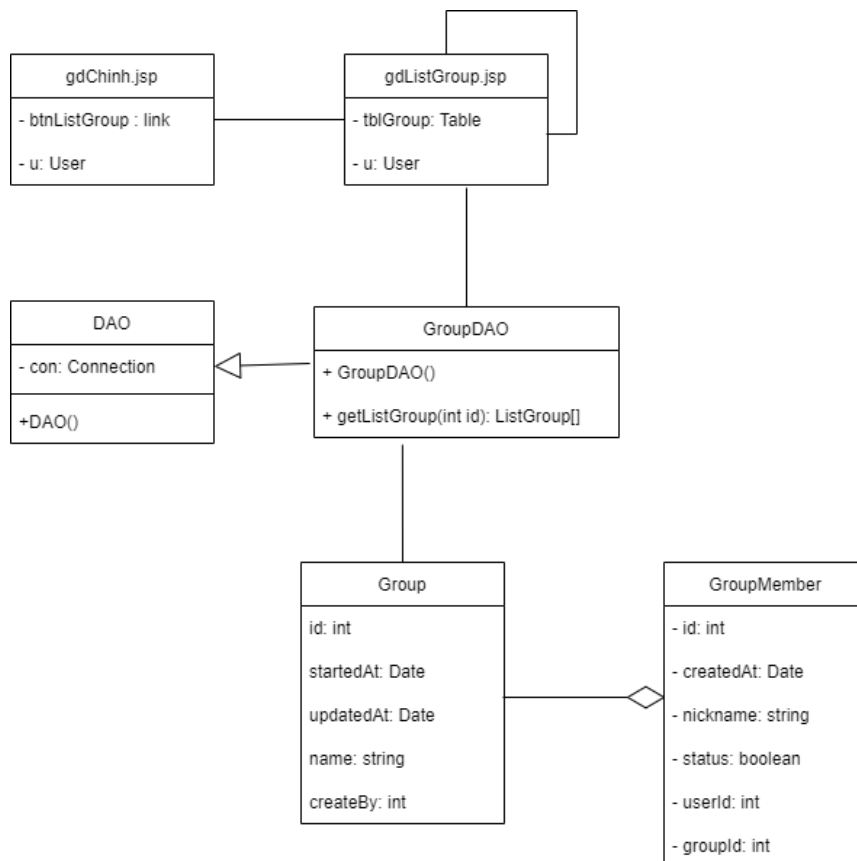 gdChinh.jsp
- btnListGroup : link
- u: User
gdListGroup.jsp
- tblGroup: Table
- u: User
DAO
- con: Connection
+DAO()
GroupDAO
+ GroupDAO()
+ getListGroup(int id): ListGroup[]
Group
id: int
startedAt: Date
updatedAt: Date
name: string
createBy: int
GroupMember
- id: int
- createdAt: Date
- nickname: string
- status: boolean
- userId: int
- groupId: int